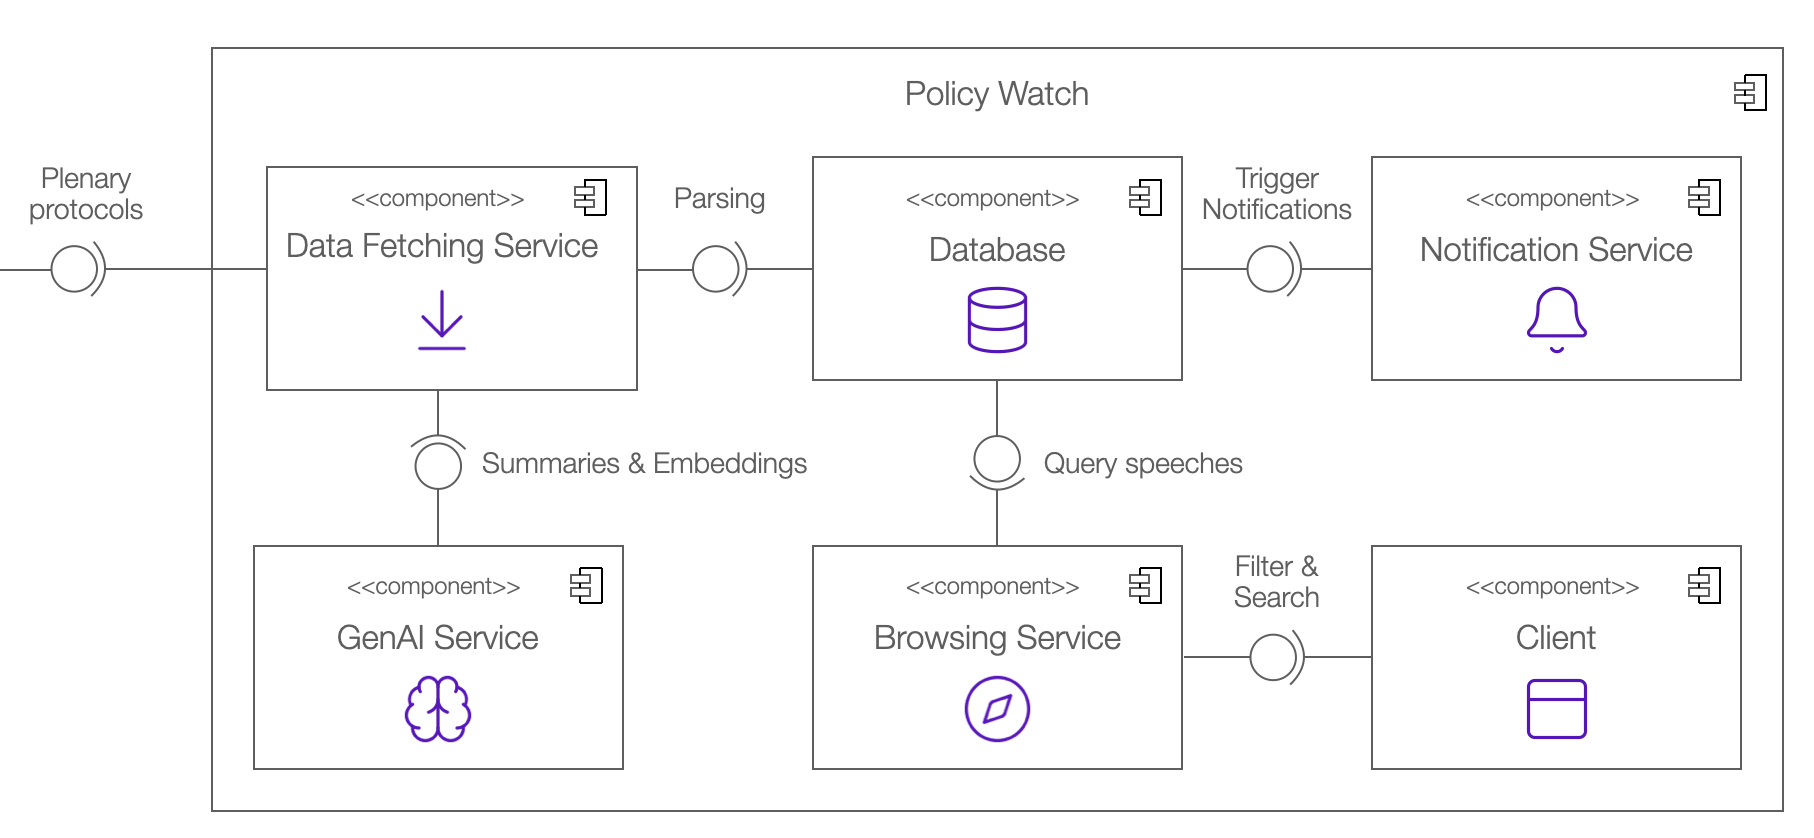 Policy Watch
Plenary
protocols
<<component>>
Data Fetching Service
Parsing
<<component>>
Database
Trigger
Notifications
<<component>>
Notification Service
Summaries & Embeddings
Query speeches
<<component>>
GenAI Service
<<component>>
Browsing Service
Filter &
Search
<<component>>
Client